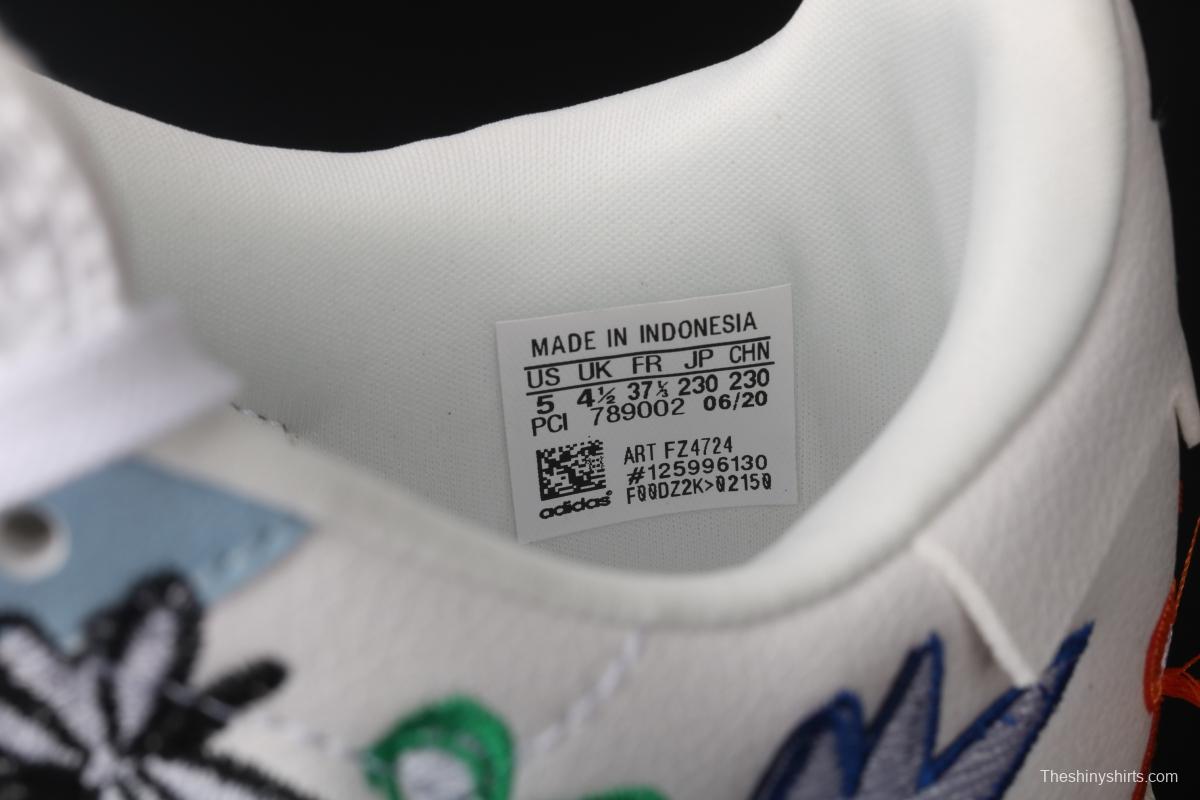 MADE IN INDONESIA
US UK FR JP CHN
5 4½ 37⅓ 230 230
PCI 789002 06/20
ART FZ4724
#125996130
F00DZ2K>02150
adidas
Theshinyshirts.com